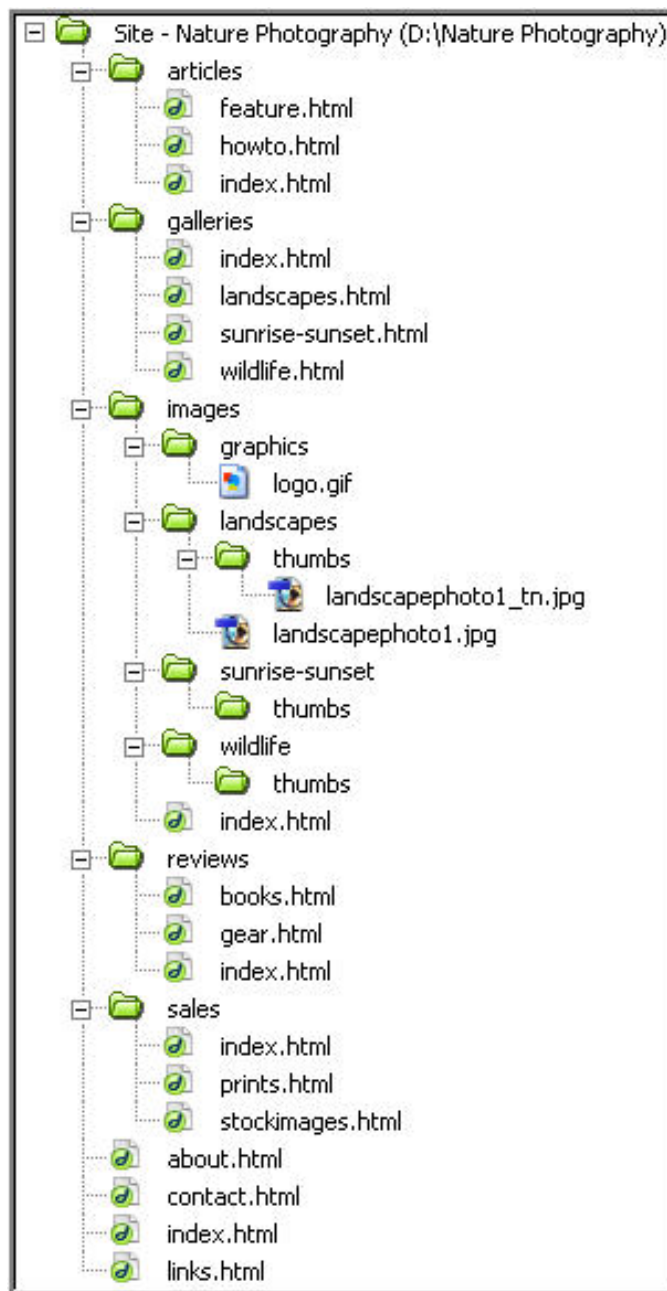 Site - Nature Photography (D:\Nature Photography)
articles
feature.html
howto.html
index.html
galleries
index.html
landscapes.html
sunrise-sunset.html
wildlife.html
images
graphics
logo.gif
landscapes
thumbs
landscapephoto1_tn.jpg
landscapephoto1.jpg
sunrise-sunset
thumbs
wildlife
thumbs
index.html
reviews
books.html
gear.html
index.html
sales
index.html
prints.html
stockimages.html
about.html
contact.html
index.html
links.html